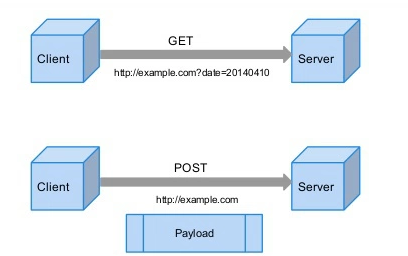 GET
Client
Server
http://example.com?date=20140410
POST
Client
Server
http://example.com
Payload